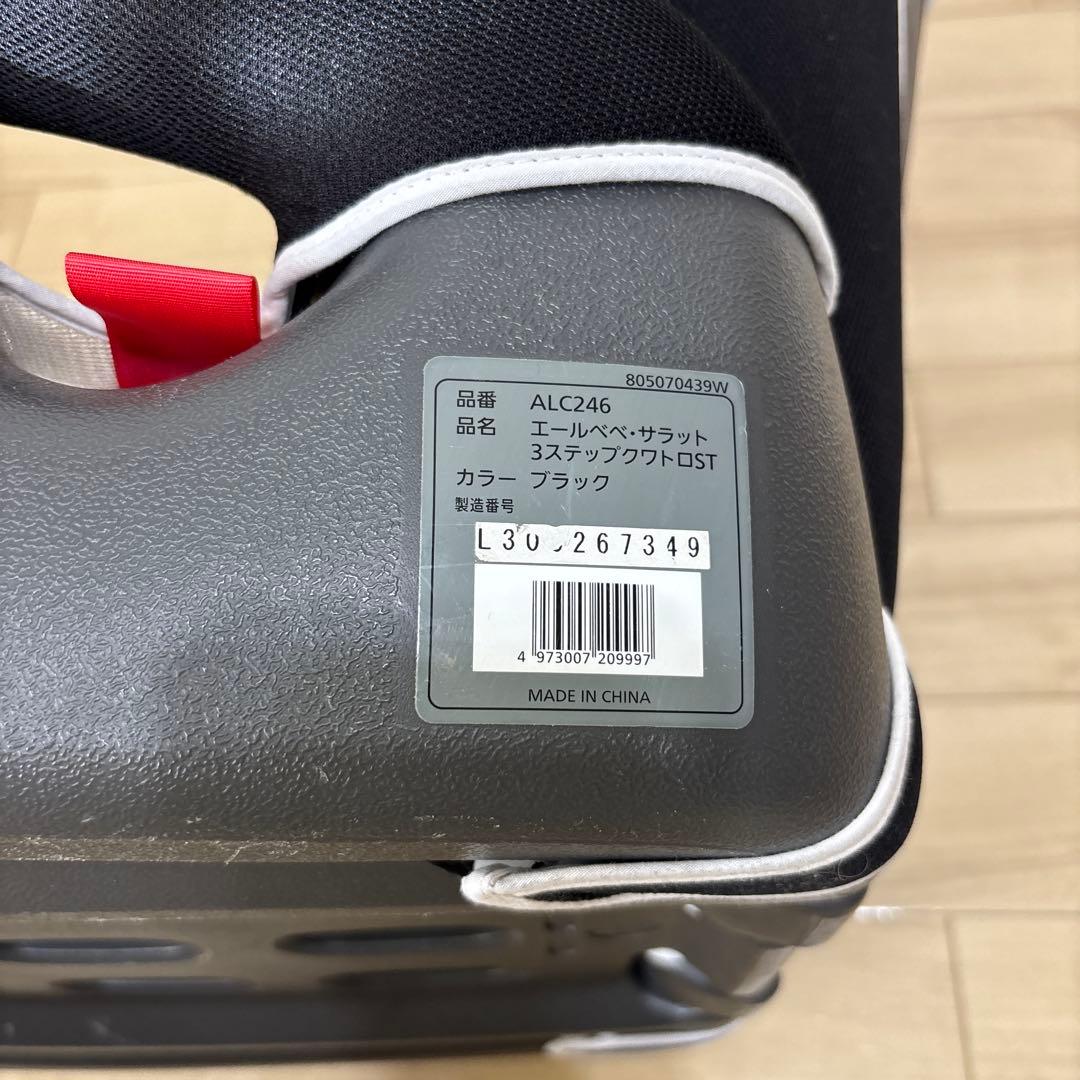 805070439W
品番 ALC246
品名 エールベベ・サラット
3ステップクワトロST
カラー ブラック
製造番号
4 973007 209997
MADE IN CHINA